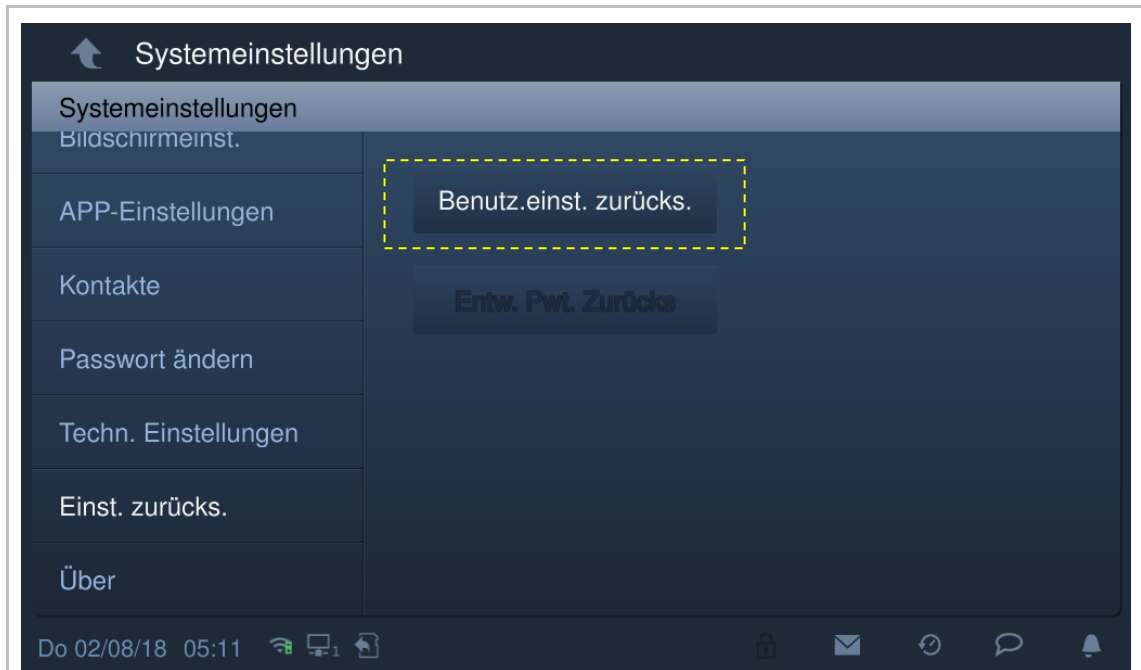 Systemeinstellungen
Systemeinstellungen
Bildschirmeinst.
APP-Einstellungen
Kontakte
Passwort ändern
Techn. Einstellungen
Einst. zurücks.
Über
Benutz.einst. zurücks.
Entw. Pwt. Zurücks
Do 02/08/18 05:11 1